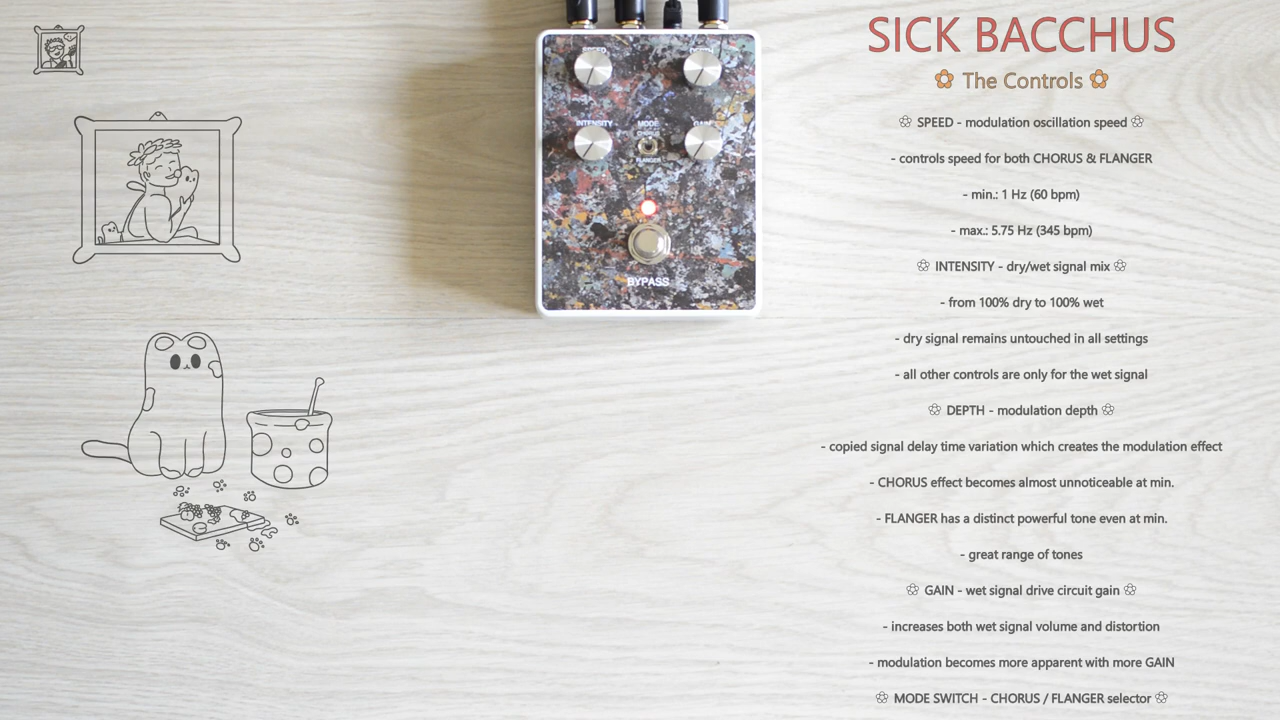 SICK BACCHUS
The Controls
SPEED - modulation oscillation speed
- controls speed for both CHORUS & FLANGER
- min.: 1 Hz (60 bpm)
- max.: 5.75 Hz (345 bpm)
INTENSITY - dry/wet signal mix
- from 100% dry to 100% wet
- dry signal remains untouched in all settings
- all other controls are only for the wet signal
DEPTH - modulation depth
- copied signal delay time variation which creates the modulation effect
- CHORUS effect becomes almost unnoticeable at min.
- FLANGER has a distinct powerful tone even at min.
- great range of tones
GAIN - wet signal drive circuit gain
- increases both wet signal volume and distortion
- modulation becomes more apparent with more GAIN
MODE SWITCH - CHORUS / FLANGER selector
INTENSITY MODE GAIN
CHORUS
FLANGER
BYPASS